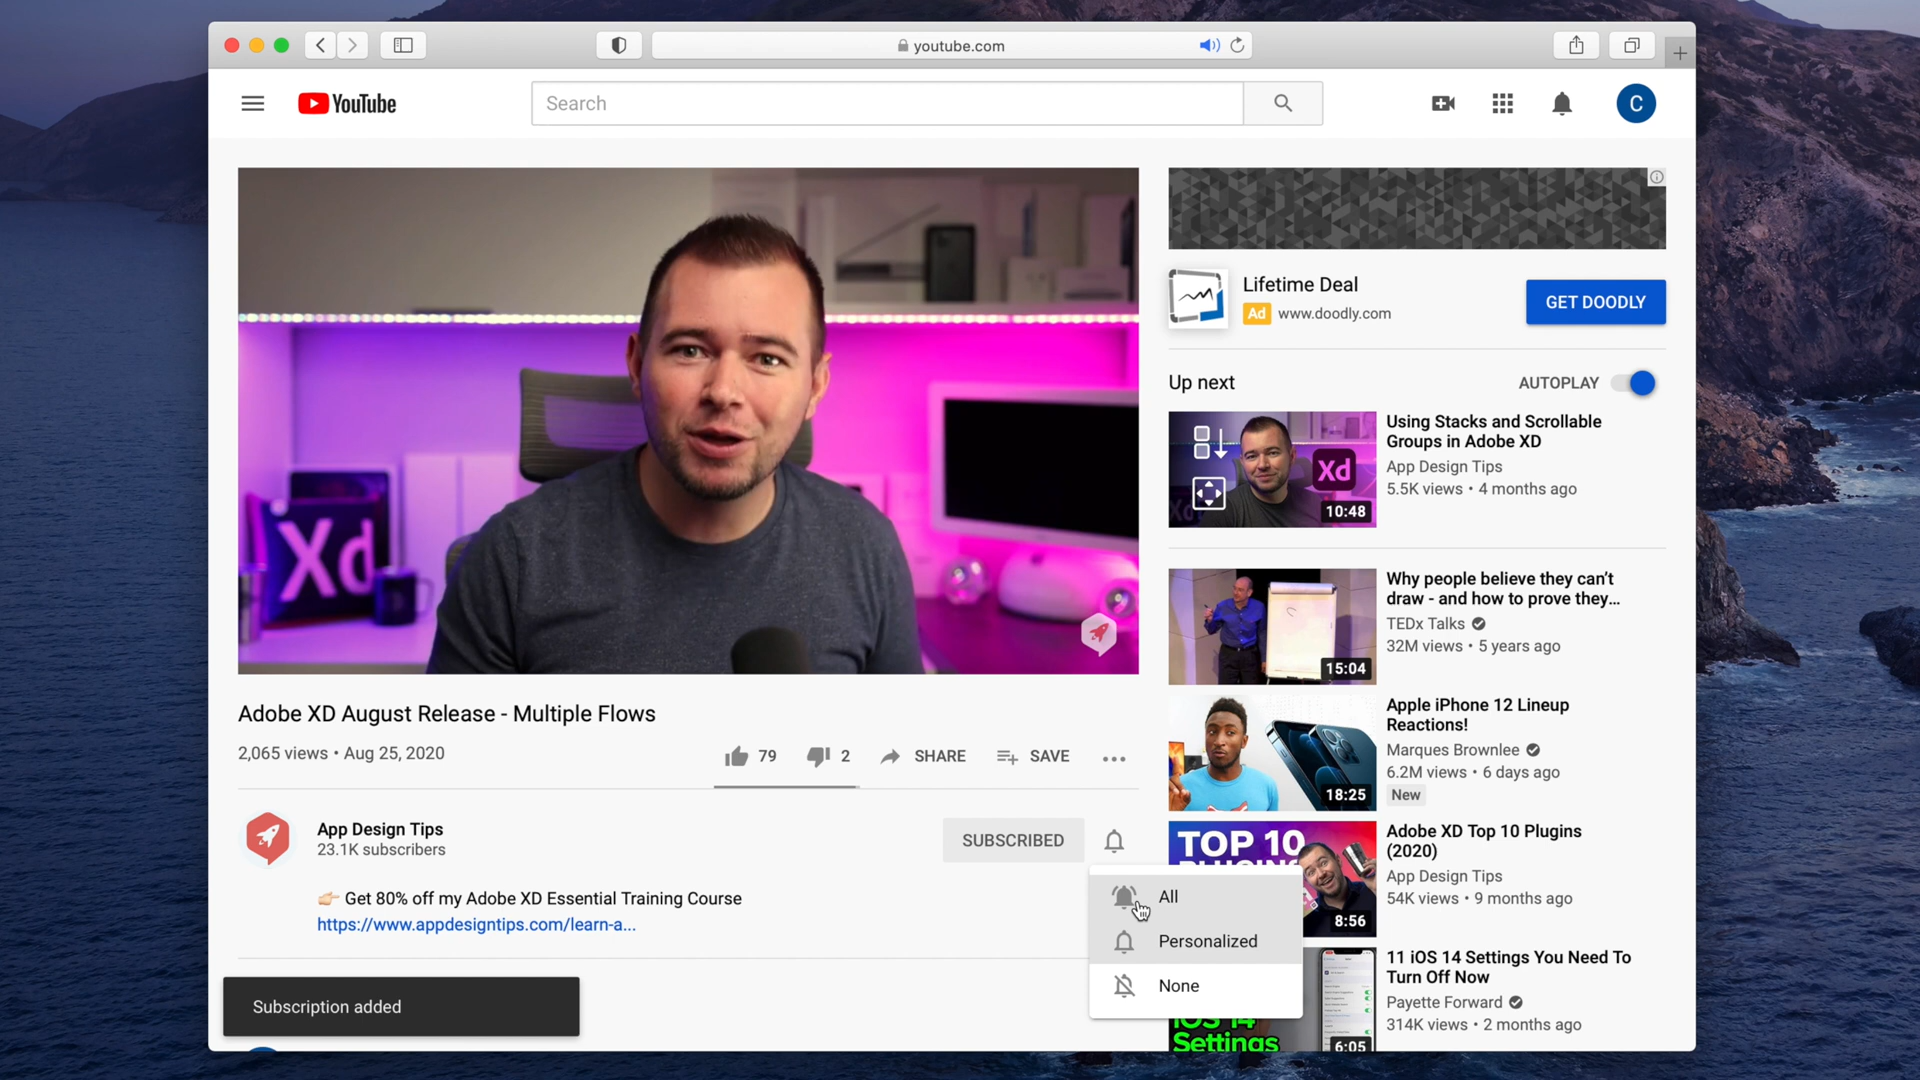 youtube.com
YouTube
Search
C
Lifetime Deal
Ad www.doodly.com
GET DOODLY
Up next
AUTOPLAY
Xd
Xd
10:48
Using Stacks and Scrollable
Groups in Adobe XD
App Design Tips
5.5K views • 4 months ago
15:04
Why people believe they can't
draw - and how to prove they...
TEDx Talks
32M views • 5 years ago
Adobe XD August Release - Multiple Flows
2,065 views • Aug 25, 2020
79
2
SHARE
SAVE
18:25
Apple iPhone 12 Lineup
Reactions!
Marques Brownlee
6.2M views • 6 days ago
New
App Design Tips
23.1K subscribers
SUBSCRIBED
👉🏻 Get 80% off my Adobe XD Essential Training Course
https://www.appdesigntips.com/learn-a...
All
Personalized
None
TOP 10
8:56
Adobe XD Top 10 Plugins
(2020)
App Design Tips
54K views • 9 months ago
iOS 14
Settings
6:05
11 iOS 14 Settings You Need To
Turn Off Now
Payette Forward
314K views • 2 months ago
Subscription added